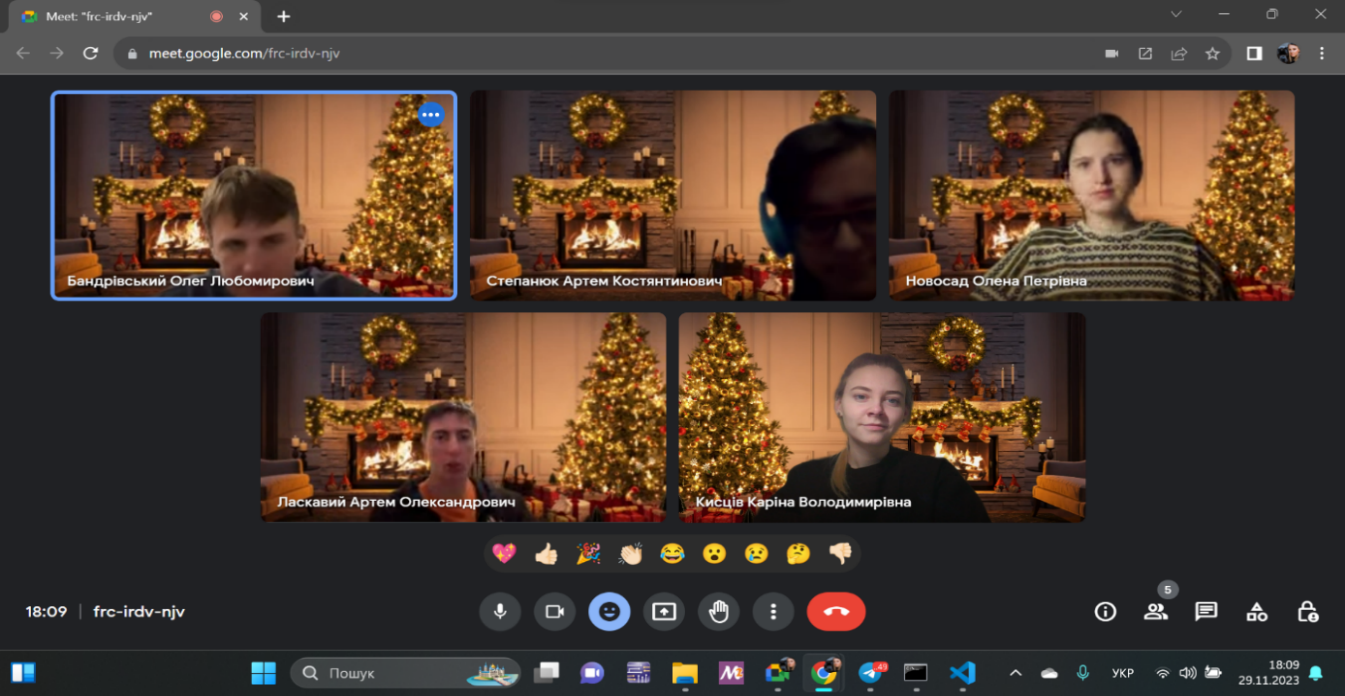 Meet: "frc-irdv-njv"
meet.google.com/frc-irdv-njv
Бандрівський Олег Любомирович
Степанюк Артем Костянтинович
Новосад Олена Петрівна
Ласкавий Артем Олександрович
Кисців Каріна Володимирівна
18:09 | frc-irdv-njv
5
Пошук
49
УКР
18:09
29.11.2023